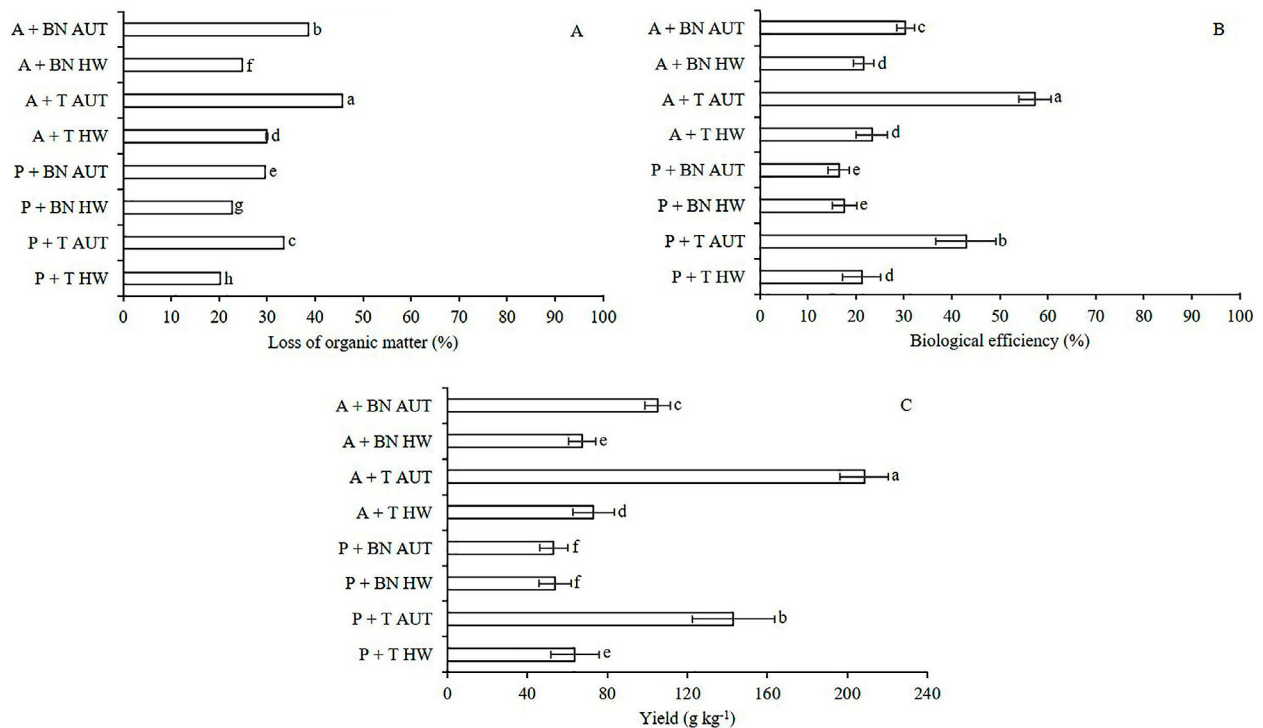 A
A + BN AUT
b
A + BN HW
f
A + T AUT
a
A + T HW
d
P + BN AUT
e
P + BN HW
g
P + T AUT
c
P + T HW
h
0 10 20 30 40 50 60 70 80 90 100
Loss of organic matter (%)
B
A + BN AUT
c
A + BN HW
d
A + T AUT
a
A + T HW
d
P + BN AUT
e
P + BN HW
e
P + T AUT
b
P + T HW
d
0 10 20 30 40 50 60 70 80 90 100
Biological efficiency (%)
C
A + BN AUT
c
A + BN HW
e
A + T AUT
a
A + T HW
d
P + BN AUT
f
P + BN HW
f
P + T AUT
b
P + T HW
e
0 40 80 120 160 200 240
Yield (g kg⁻¹)